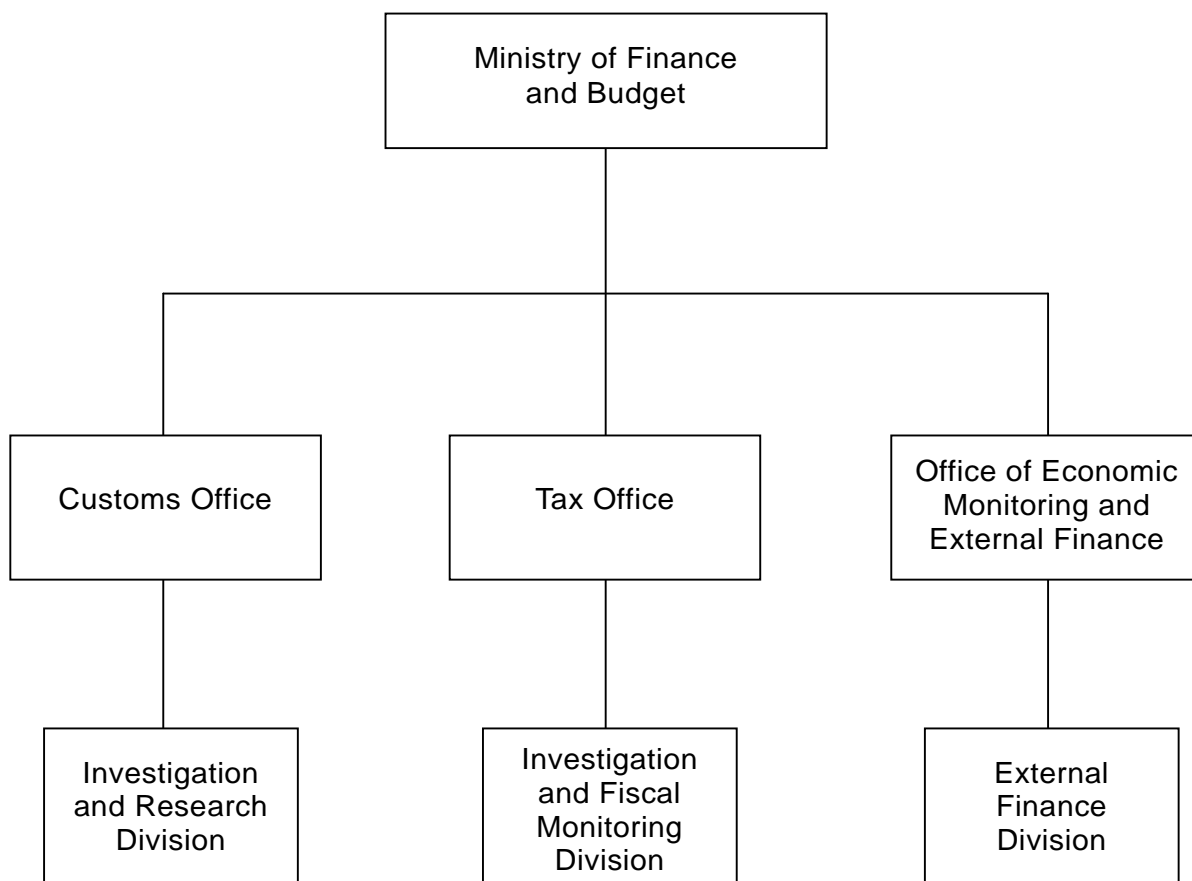 Ministry of Finance
and Budget
Customs Office
Tax Office
Office of Economic
Monitoring and
External Finance
Investigation
and Research
Division
Investigation
and Fiscal
Monitoring
Division
External
Finance
Division